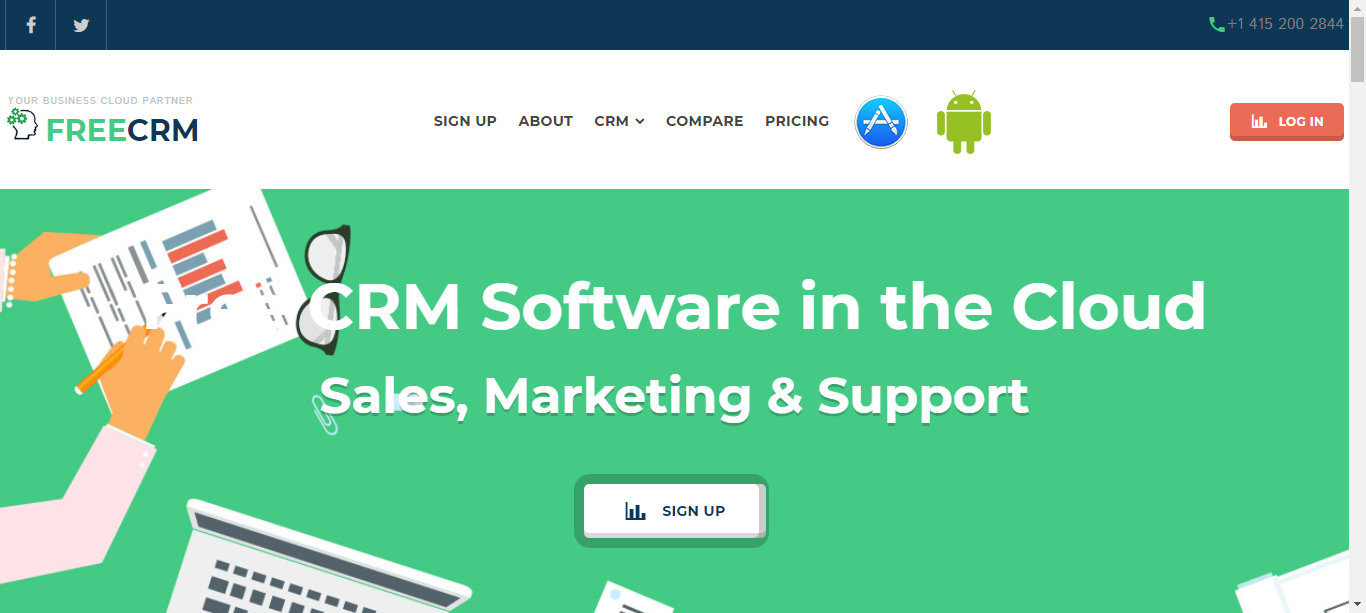 +1 415 200 2844
YOUR BUSINESS CLOUD PARTNER
FREECRM
SIGN UP ABOUT CRM COMPARE PRICING
LOG IN
Free CRM Software in the Cloud
Sales, Marketing & Support
SIGN UP